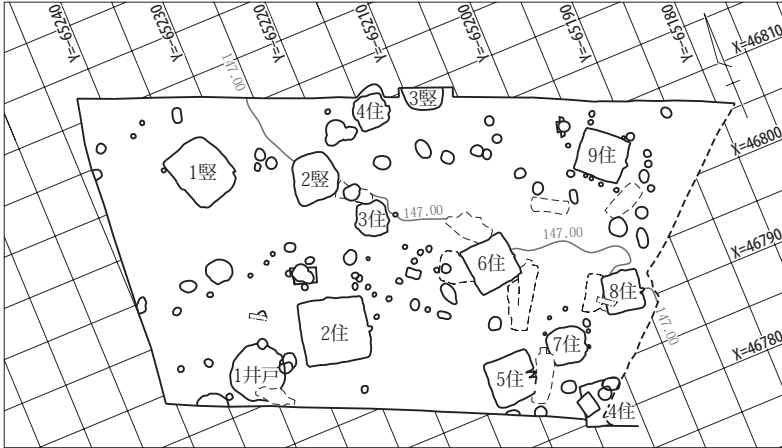 Y=-65240
Y=-65230
Y=-65220
Y=-65210
Y=-65200
Y=-65190
Y=-65180
X=46810
X=46800
X=46790
X=46780
147.00
4住
3竪
9住
1竪
2竪
3住
147.00
147.00
6住
8住
147.00
2住
7住
1井戸
5住
4住